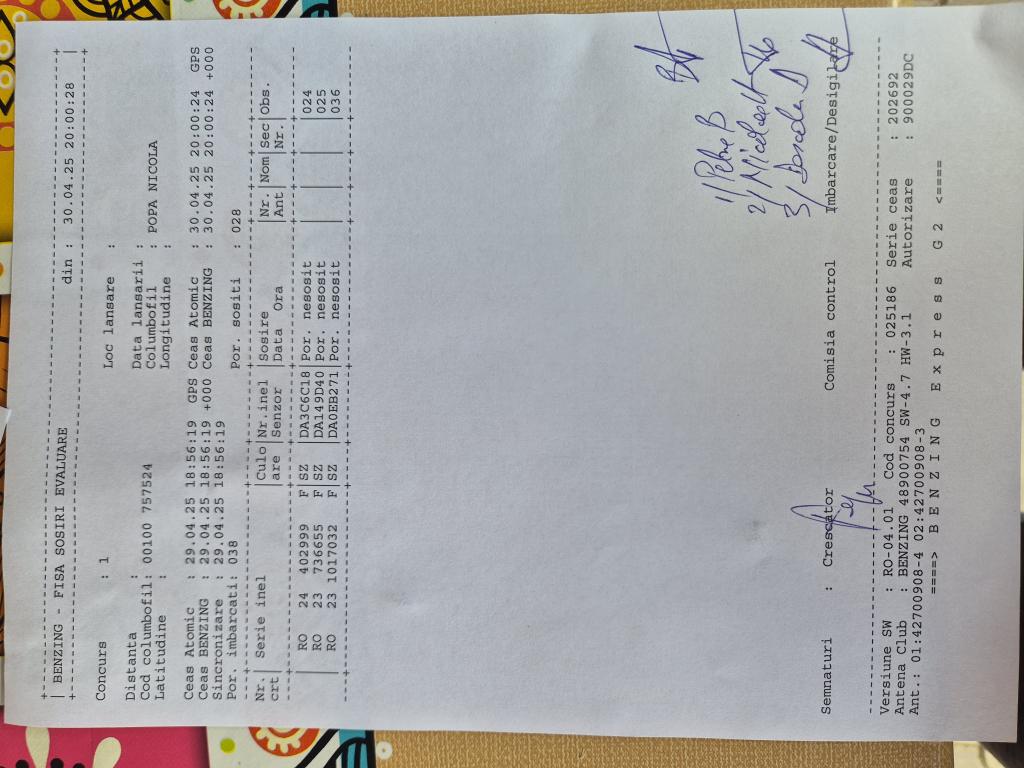 +---------------------------------------------------------------------------+
| BENZING - FISA SOSIRI EVALUARE din : 30.04.25 20:00:28 |
+---------------------------------------------------------------------------+
Concurs : 1 Loc lansare :
Distanta : Data lansarii :
Cod columbofil: 00100 757524 Columbofil : POPA NICOLA
Latitudine : Longitudine :
Ceas Atomic : 29.04.25 18:56:19 GPS Ceas Atomic : 30.04.25 20:00:24 GPS
Ceas BENZING : 29.04.25 18:56:19 +000 Ceas BENZING : 30.04.25 20:00:24 +000
Sincronizare : 29.04.25 18:56:19
Por. imbarcati: 038 Por. sositi : 028
Nr.| Serie inel |Culo|Nr.inel |Sosire |Nr. |Nom|Sec|Obs.
crt| |are |Senzor |Data Ora |Ant| |Nr.|
| RO 24 402999 F|SZ |DA3C6C18|Por. nesosit | | |024
| RO 23 736655 F|SZ |DA149D40|Por. nesosit | | |025
| RO 23 1017032 F|SZ |DA0EB271|Por. nesosit | | |036
1/ Petre B
2/
3/
Semnaturi : Crescator Comisia control Imbarcare/Desigilare
Versiune SW : RO-04.01 Cod concurs : 025186 Serie ceas : 202692
Antena Club : BENZING 48900754 SW-4.7 HW-3.1 Autorizare : 900029DC
Ant.: 01:42700908-4 02:42700908-3
====> B E N Z I N G E x p r e s s G 2 <====